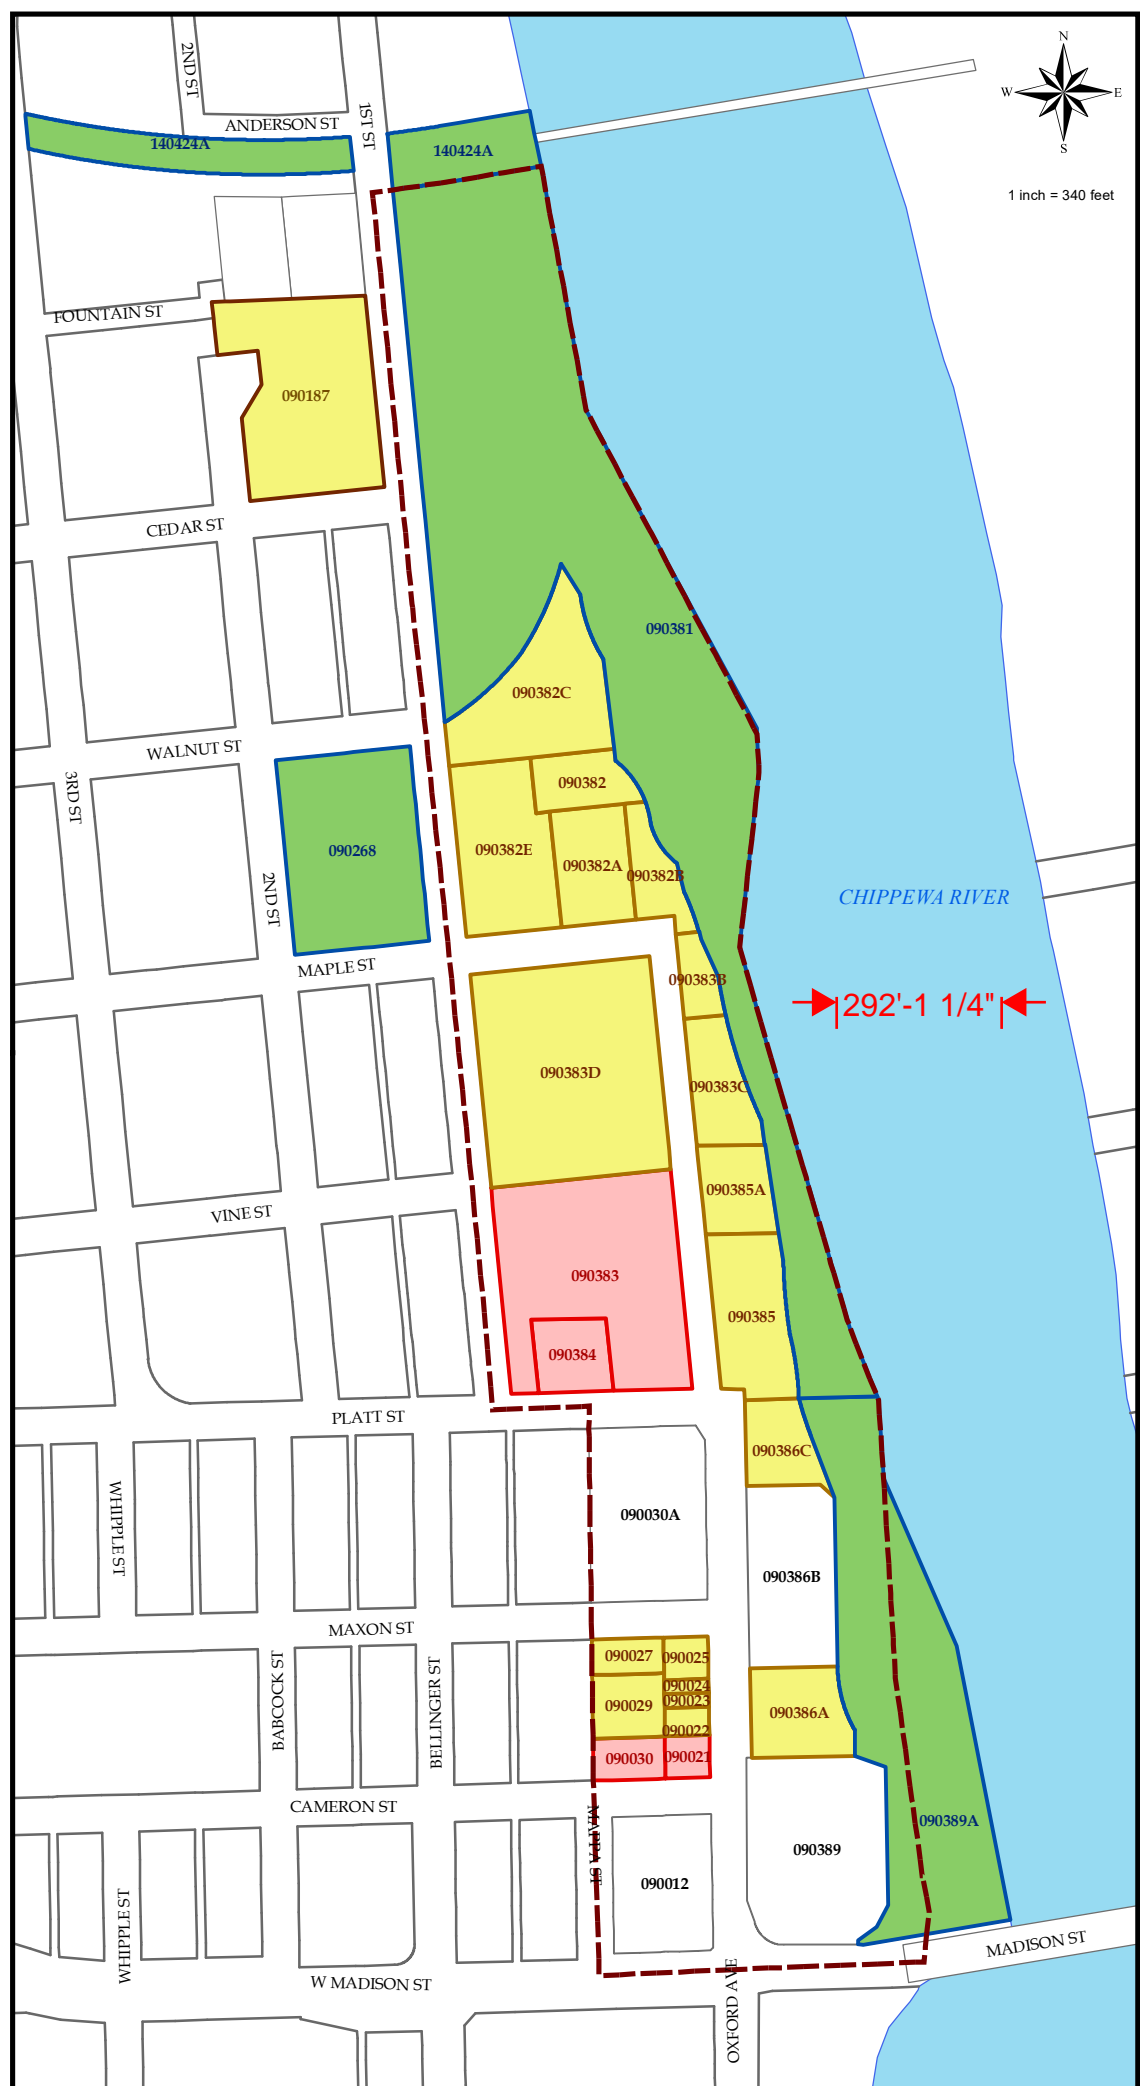 N
W
E
S
1 inch = 340 feet
2ND ST
1ST ST
ANDERSON ST
140424A
140424A
FOUNTAIN ST
090187
CEDAR ST
090381
090382C
WALNUT ST
3RD ST
090382
090268
090382E
090382A
090382B
2ND ST
CHIPPEWA RIVER
MAPLE ST
090383B
292'-1 1/4"
090383D
090383C
090385A
VINE ST
090383
090385
090384
PLATT ST
090386C
WHIPPLE ST
090030A
090386B
MAXON ST
090027
090025
090024
090023
090029
090022
090386A
BABCOCK ST
BELLINGER ST
090030
090021
CAMERON ST
090389A
MAPPA ST
090389
090012
WHIPPLE ST
MADISON ST
W MADISON ST
OXFORD AVE